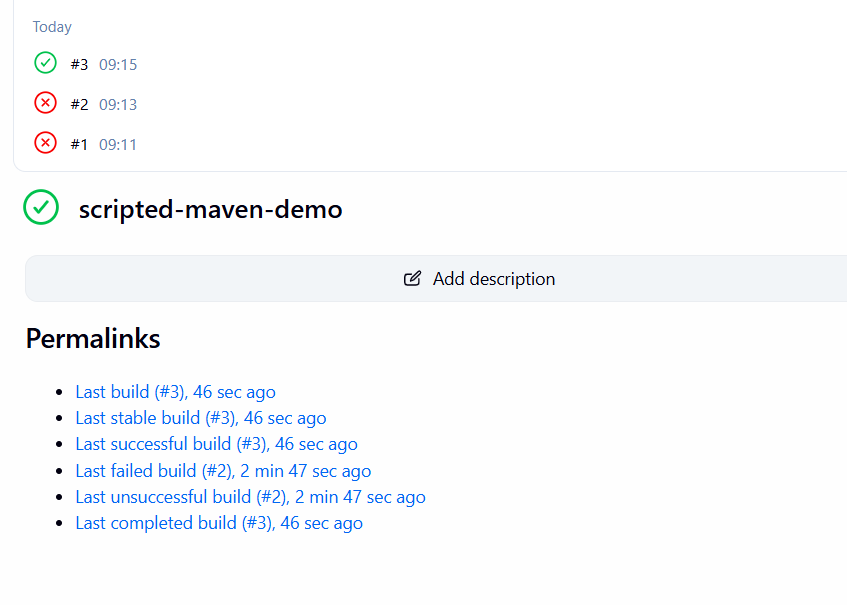 Today
#3 09:15
#2 09:13
#1 09:11
scripted-maven-demo
Add description
Permalinks
Last build (#3), 46 sec ago
Last stable build (#3), 46 sec ago
Last successful build (#3), 46 sec ago
Last failed build (#2), 2 min 47 sec ago
Last unsuccessful build (#2), 2 min 47 sec ago
Last completed build (#3), 46 sec ago